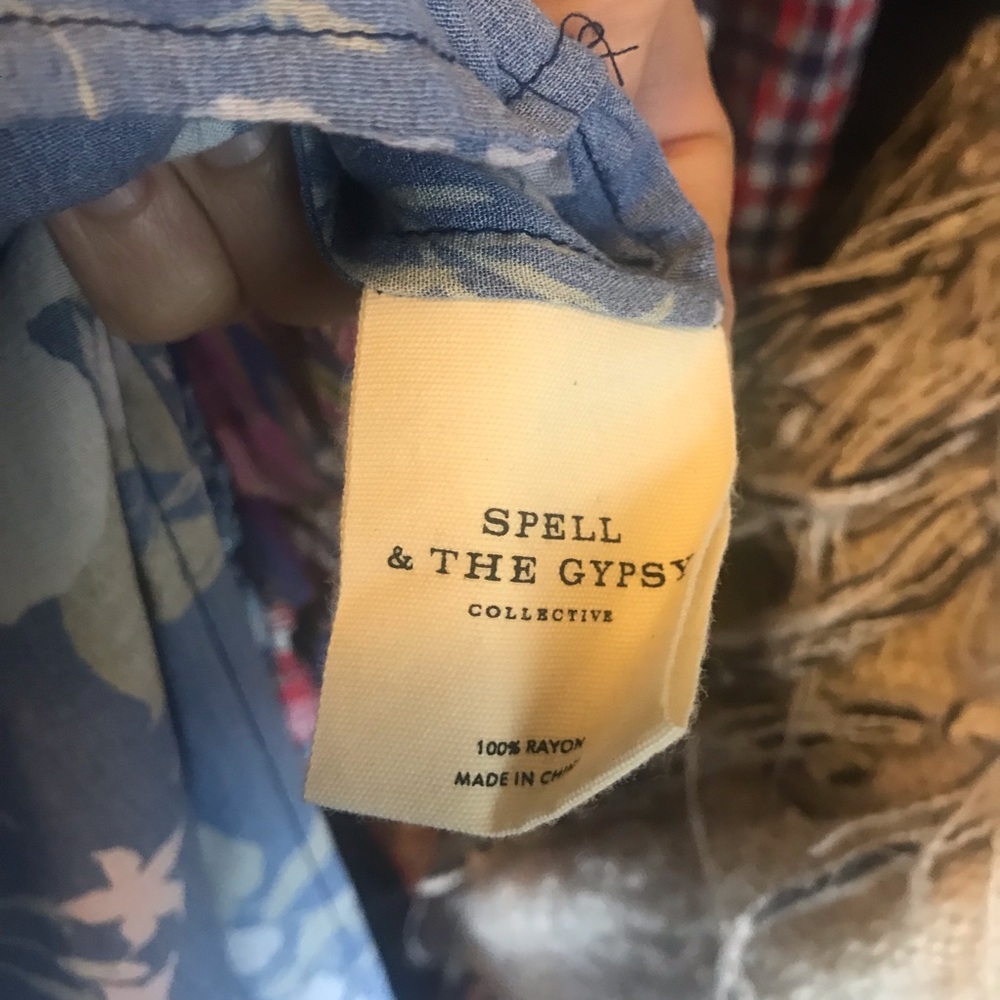 SPELL
& THE GYPSY
COLLECTIVE
100% RAYON
MADE IN